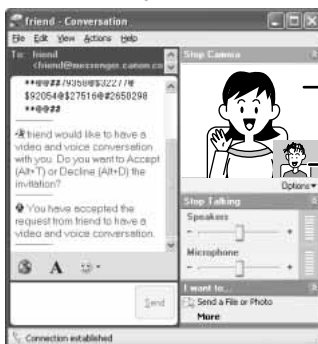 friend - Conversation
File Edit View Actions Help
To: friend
<friend@messenger.canon.co
**@@##79358@$32277@
$92054@$27516@#2658298
**@@##
friend would like to have a
video and voice conversation
with you. Do you want to Accept
(Alt+T) or Decline (Alt+D) the
invitation?
You have accepted the
request from friend to have a
video and voice conversation.
A
Send
Connection established
Stop Camera
Options
Stop Talking
Speakers
- +
Microphone
- +
I want to...
Send a File or Photo
More